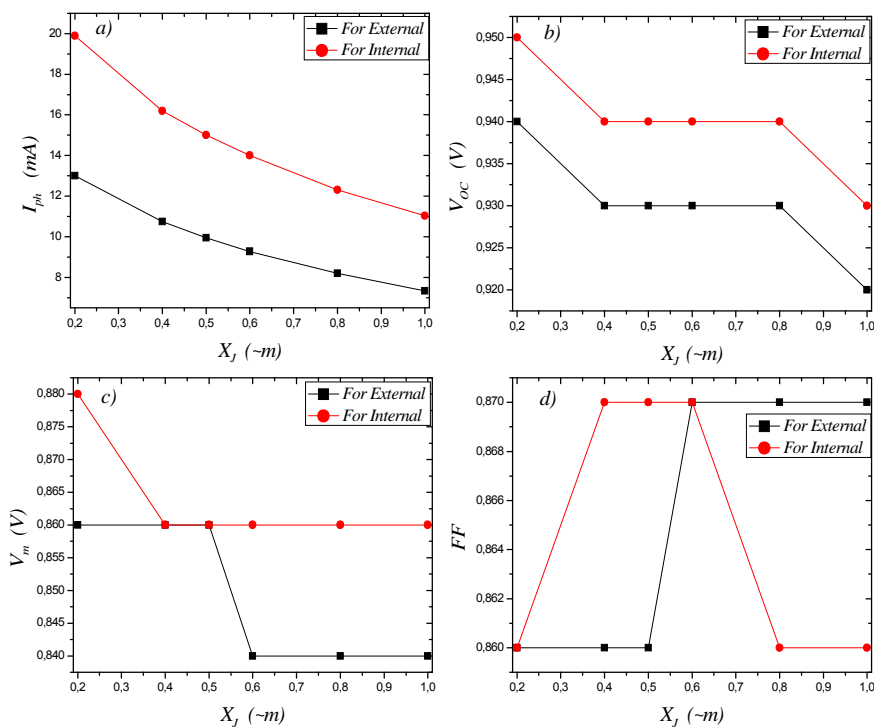 a)
For External
For Internal
20
18
16
14
12
10
8
I_ph (mA)
0,2 0,3 0,4 0,5 0,6 0,7 0,8 0,9 1,0
X_J (~m)
b)
For External
For Internal
0,950
0,945
0,940
0,935
0,930
0,925
0,920
V_OC (V)
0,2 0,3 0,4 0,5 0,6 0,7 0,8 0,9 1,0
X_J (~m)
c)
For External
For Internal
0,880
0,875
0,870
0,865
0,860
0,855
0,850
0,845
0,840
V_m (V)
0,2 0,3 0,4 0,5 0,6 0,7 0,8 0,9 1,0
X_J (~m)
d)
For External
For Internal
0,870
0,868
0,866
0,864
0,862
0,860
FF
0,2 0,3 0,4 0,5 0,6 0,7 0,8 0,9 1,0
X_J (~m)